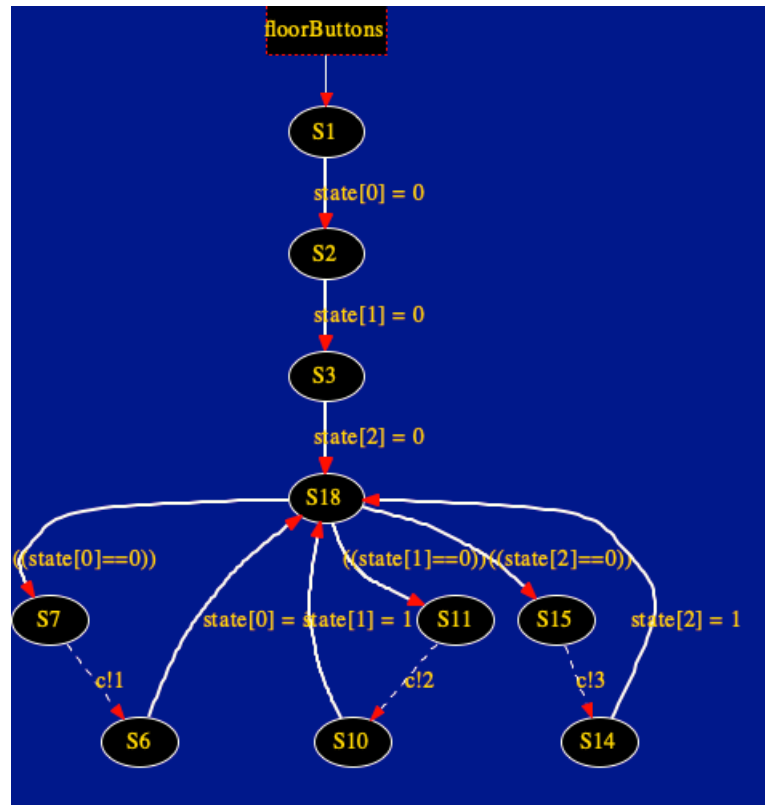 floorButtons
S1
state[0] = 0
S2
state[1] = 0
S3
state[2] = 0
S18
((state[0]==0))
((state[1]==0))
((state[2]==0))
S7
state[0] =
state[1] = 1
S11
S15
state[2] = 1
c!1
c!2
c!3
S6
S10
S14